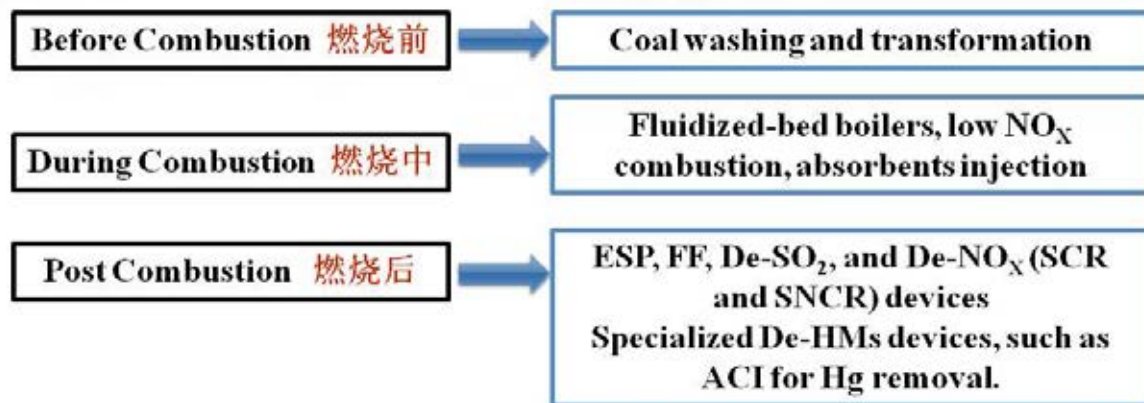 Before Combustion 燃烧前
Coal washing and transformation
During Combustion 燃烧中
Fluidized-bed boilers, low NOₓ
combustion, absorbents injection
Post Combustion 燃烧后
ESP, FF, De-SO₂, and De-NOₓ (SCR
and SNCR) devices
Specialized De-HMs devices, such as
ACI for Hg removal.